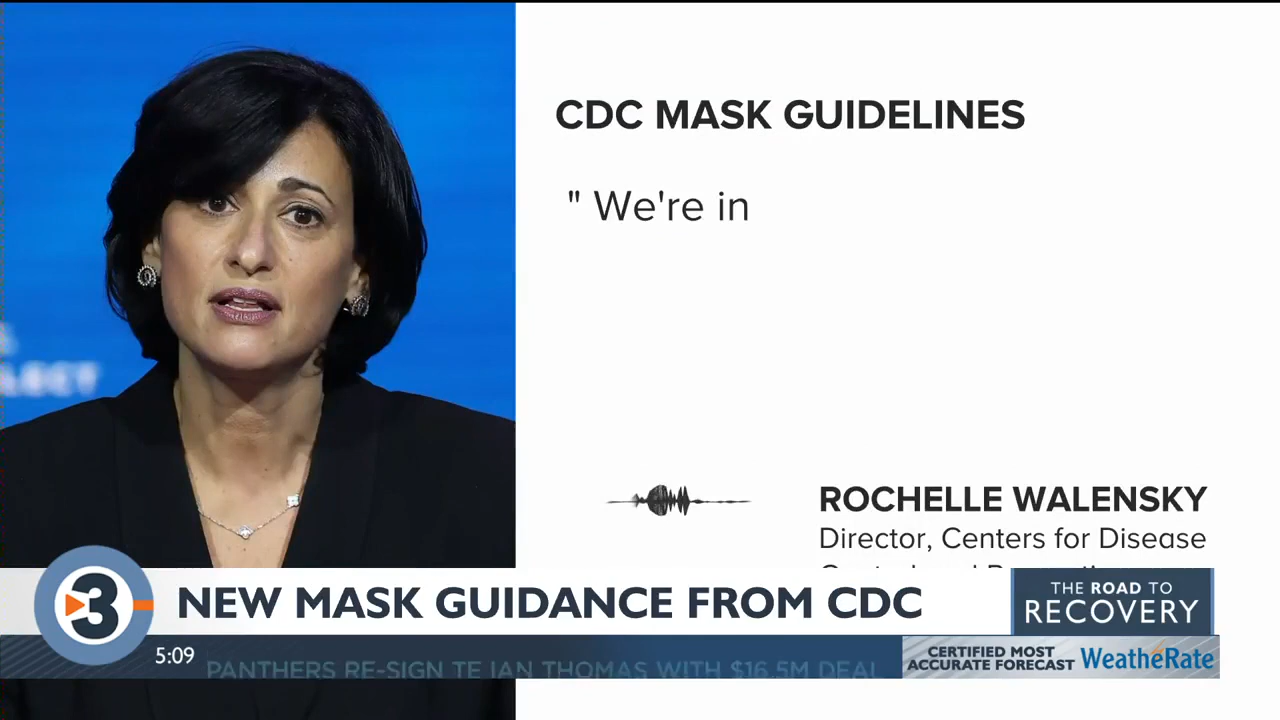 CDC MASK GUIDELINES
" We're in
ROCHELLE WALENSKY
Director, Centers for Disease
LECT
3
NEW MASK GUIDANCE FROM CDC
THE ROAD TO
RECOVERY
5:09
PANTHERS RE-SIGN TE IAN THOMAS WITH $16.5M DEAL
CERTIFIED MOST
ACCURATE FORECAST
WeatheRate